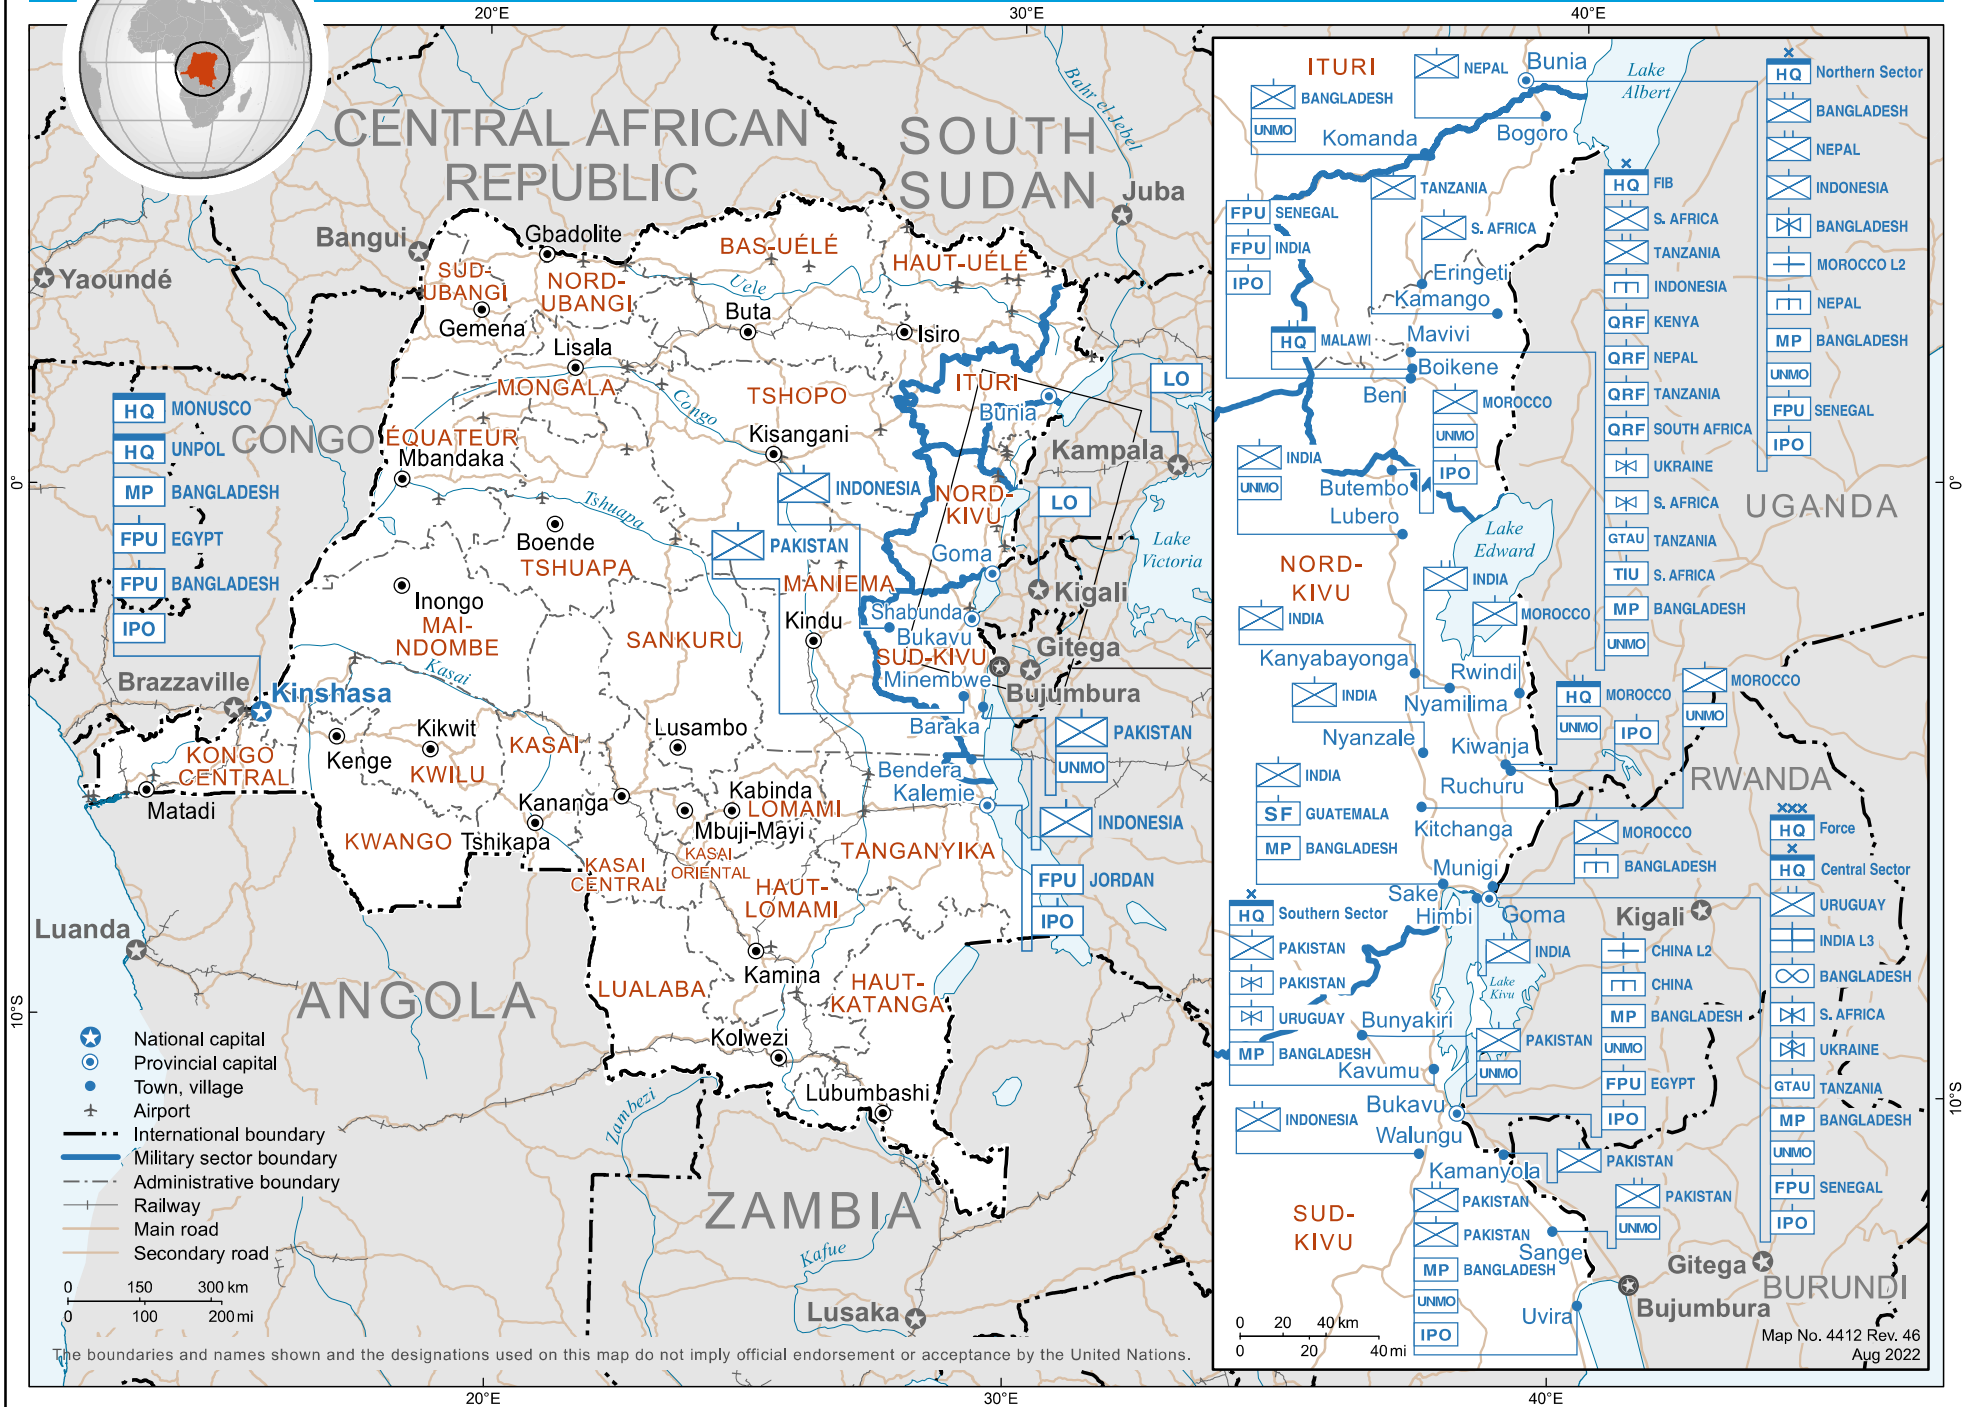 20°E
30°E
40°E
CENTRAL AFRICAN
REPUBLIC
SOUTH
SUDAN
Bahr el Jebel
Juba
Bangui
Yaoundé
Gbadolite
SUD-
UBANGI
NORD-
UBANGI
BAS-UÉLÉ
HAUT-UÉLÉ
Uele
Gemena
Buta
Isiro
Lisala
MONGALA
Congo
TSHOPO
ITURI
Bunia
LO
HQ MONUSCO
HQ UNPOL
MP BANGLADESH
FPU EGYPT
FPU BANGLADESH
IPO
CONGO
ÉQUATEUR
Mbandaka
Kisangani
Kampala
0°
INDONESIA
NORD-
KIVU
LO
Tshuapa
Boende
TSHUAPA
PAKISTAN
Goma
Lake
Victoria
MANIEMA
Kigali
Inongo
MAI-
NDOMBE
Kasai
SANKURU
Kindu
Shabunda
Bukavu
SUD-KIVU
Minembwe
Gitega
Bujumbura
Brazzaville
Kinshasa
Baraka
PAKISTAN
UNMO
Kikwit
Kenge
KWILU
KASAI
Lusambo
KONGO
CENTRAL
Matadi
Bendera
Kalemie
INDONESIA
Kananga
Kabinda
LOMAMI
Mbuji-Mayi
KWANGO
Tshikapa
KASAI
CENTRAL
KASAI
ORIENTAL
TANGANYIKA
HAUT-
LOMAMI
FPU JORDAN
IPO
Luanda
Kamina
ANGOLA
LUALABA
HAUT-
KATANGA
10°S
Kolwezi
Lubumbashi
Zambezi
ZAMBIA
Kafue
Lusaka
National capital
Provincial capital
Town, village
Airport
International boundary
Military sector boundary
Administrative boundary
Railway
Main road
Secondary road
0 150 300 km
0 100 200 mi
The boundaries and names shown and the designations used on this map do not imply official endorsement or acceptance by the United Nations.
20°E
30°E
40°E
ITURI
NEPAL
Bunia
Lake
Albert
BANGLADESH
UNMO
Komanda
Bogoro
HQ Northern Sector
BANGLADESH
NEPAL
INDONESIA
BANGLADESH
MOROCCO L2
NEPAL
MP BANGLADESH
UNMO
FPU SENEGAL
IPO
TANZANIA
S. AFRICA
FPU SENEGAL
FPU INDIA
IPO
Eringeti
Kamango
HQ MALAWI
Mavivi
Boikene
Beni
HQ FIB
S. AFRICA
TANZANIA
INDONESIA
QRF KENYA
QRF NEPAL
QRF TANZANIA
QRF SOUTH AFRICA
UKRAINE
S. AFRICA
GTAU TANZANIA
TIU S. AFRICA
MP BANGLADESH
UNMO
MOROCCO
UNMO
IPO
INDIA
UNMO
Butembo
Lubero
UGANDA
0°
Lake
Edward
NORD-
KIVU
INDIA
MOROCCO
INDIA
Kanyabayonga
Rwindi
Nyamilima
INDIA
Nyanzale
HQ MOROCCO
UNMO
IPO
MOROCCO
UNMO
Kiwanja
Ruchuru
RWANDA
INDIA
SF GUATEMALA
MP BANGLADESH
Kitchanga
MOROCCO
BANGLADESH
Munigi
Sake
Himbi
Goma
Kigali
HQ Force
HQ Central Sector
URUGUAY
INDIA L3
BANGLADESH
S. AFRICA
UKRAINE
GTAU TANZANIA
MP BANGLADESH
UNMO
FPU SENEGAL
IPO
HQ Southern Sector
PAKISTAN
PAKISTAN
URUGUAY
MP BANGLADESH
INDIA
Lake
Kivu
CHINA L2
CHINA
MP BANGLADESH
UNMO
FPU EGYPT
IPO
Bunyakiri
Kavumu
PAKISTAN
UNMO
INDONESIA
Bukavu
Walungu
Kamanyola
PAKISTAN
10°S
PAKISTAN
PAKISTAN
MP BANGLADESH
UNMO
IPO
PAKISTAN
UNMO
Sange
SUD-
KIVU
Uvira
Gitega
Bujumbura
BURUNDI
0 20 40 km
0 20 40 mi
Map No. 4412 Rev. 46
Aug 2022